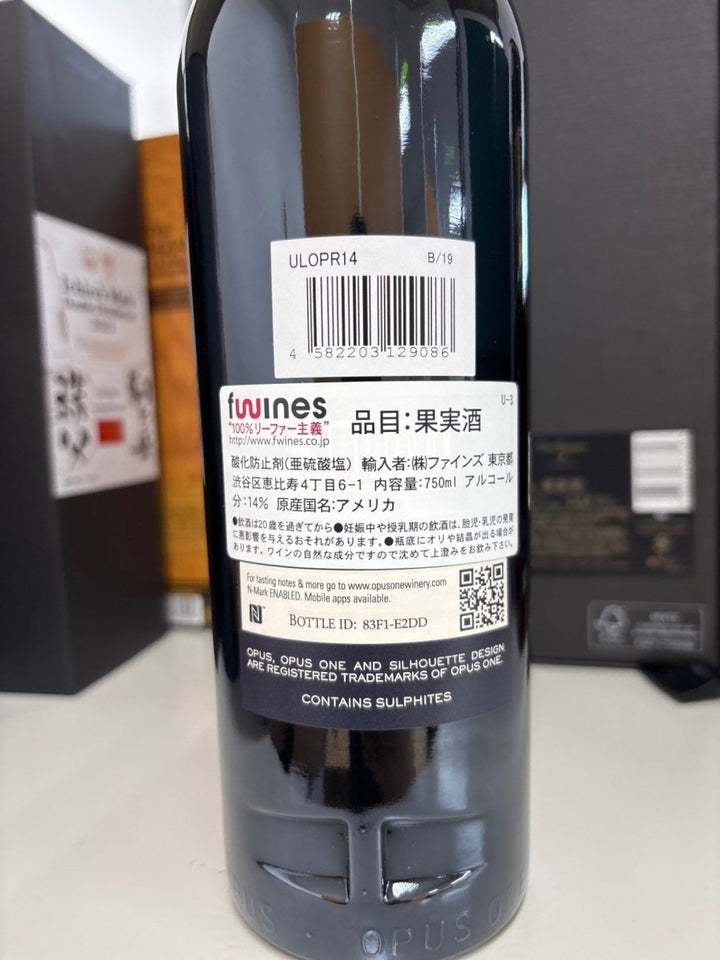 ULOPR14 B/19
4 582203 129086
U-3
fwines
"100%リーファー主義"
http://www.fwines.co.jp
品目:果実酒
酸化防止剤(亜硫酸塩) 輸入者:(株)ファインズ 東京都
渋谷区恵比寿4丁目6-1 内容量:750ml アルコール
分:14% 原産国名:アメリカ
●飲酒は20歳を過ぎてから●妊娠中や授乳期の飲酒は、胎児・乳児の発育
に悪影響を与えるおそれがあります。●瓶底にオリや結晶が出る場合が
あります。ワインの自然な成分ですので沈めて上澄みをお飲み下さい。
For tasting notes & more go to www.opusonewinery.com
N-Mark ENABLED. Mobile apps available.
N
BOTTLE ID: 83F1-E2DD
OPUS, OPUS ONE AND SILHOUETTE DESIGN
ARE REGISTERED TRADEMARKS OF OPUS ONE.
CONTAINS SULPHITES
OPUS O
秩父